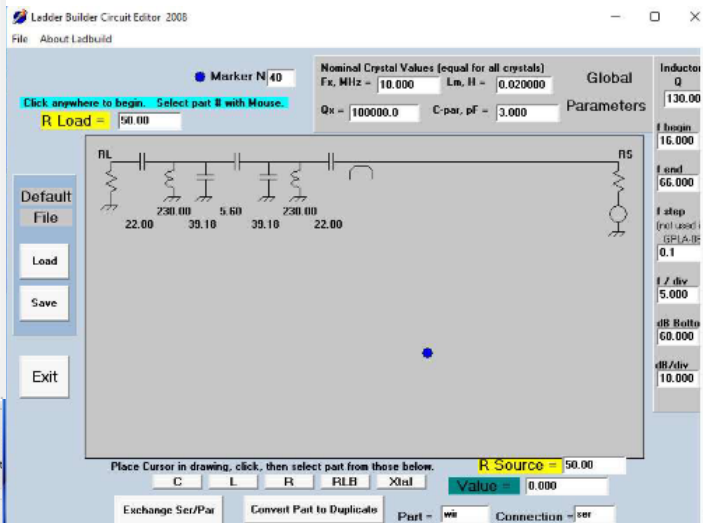 Ladder Builder Circuit Editor 2008
File About Ladbuild
Marker N 40
Click anywhere to begin. Select part # with Mouse.
R Load = 50.00
Nominal Crystal Values (equal for all crystals)
Fx, MHz = 10.000 Lm, H = 0.020000
Qx = 100000.0 C-par, pF = 3.000
Global
Parameters
Inductor
Q
130.00
f begin
16.000
f end
66.000
f step
(not used i
GPLA-08
0.1
f / div
5.000
dB Botto
60.000
dB/div
10.000
Default
File
Load
Save
Exit
RL RS
230.00 5.60 230.00
22.00 39.10 39.10 22.00
Place Cursor in drawing, click, then select part from those below.
R Source = 50.00
C L R RLB Xtal
Value = 0.000
Exchange Ser/Par
Convert Part to Duplicate
Part = wir
Connection = ser